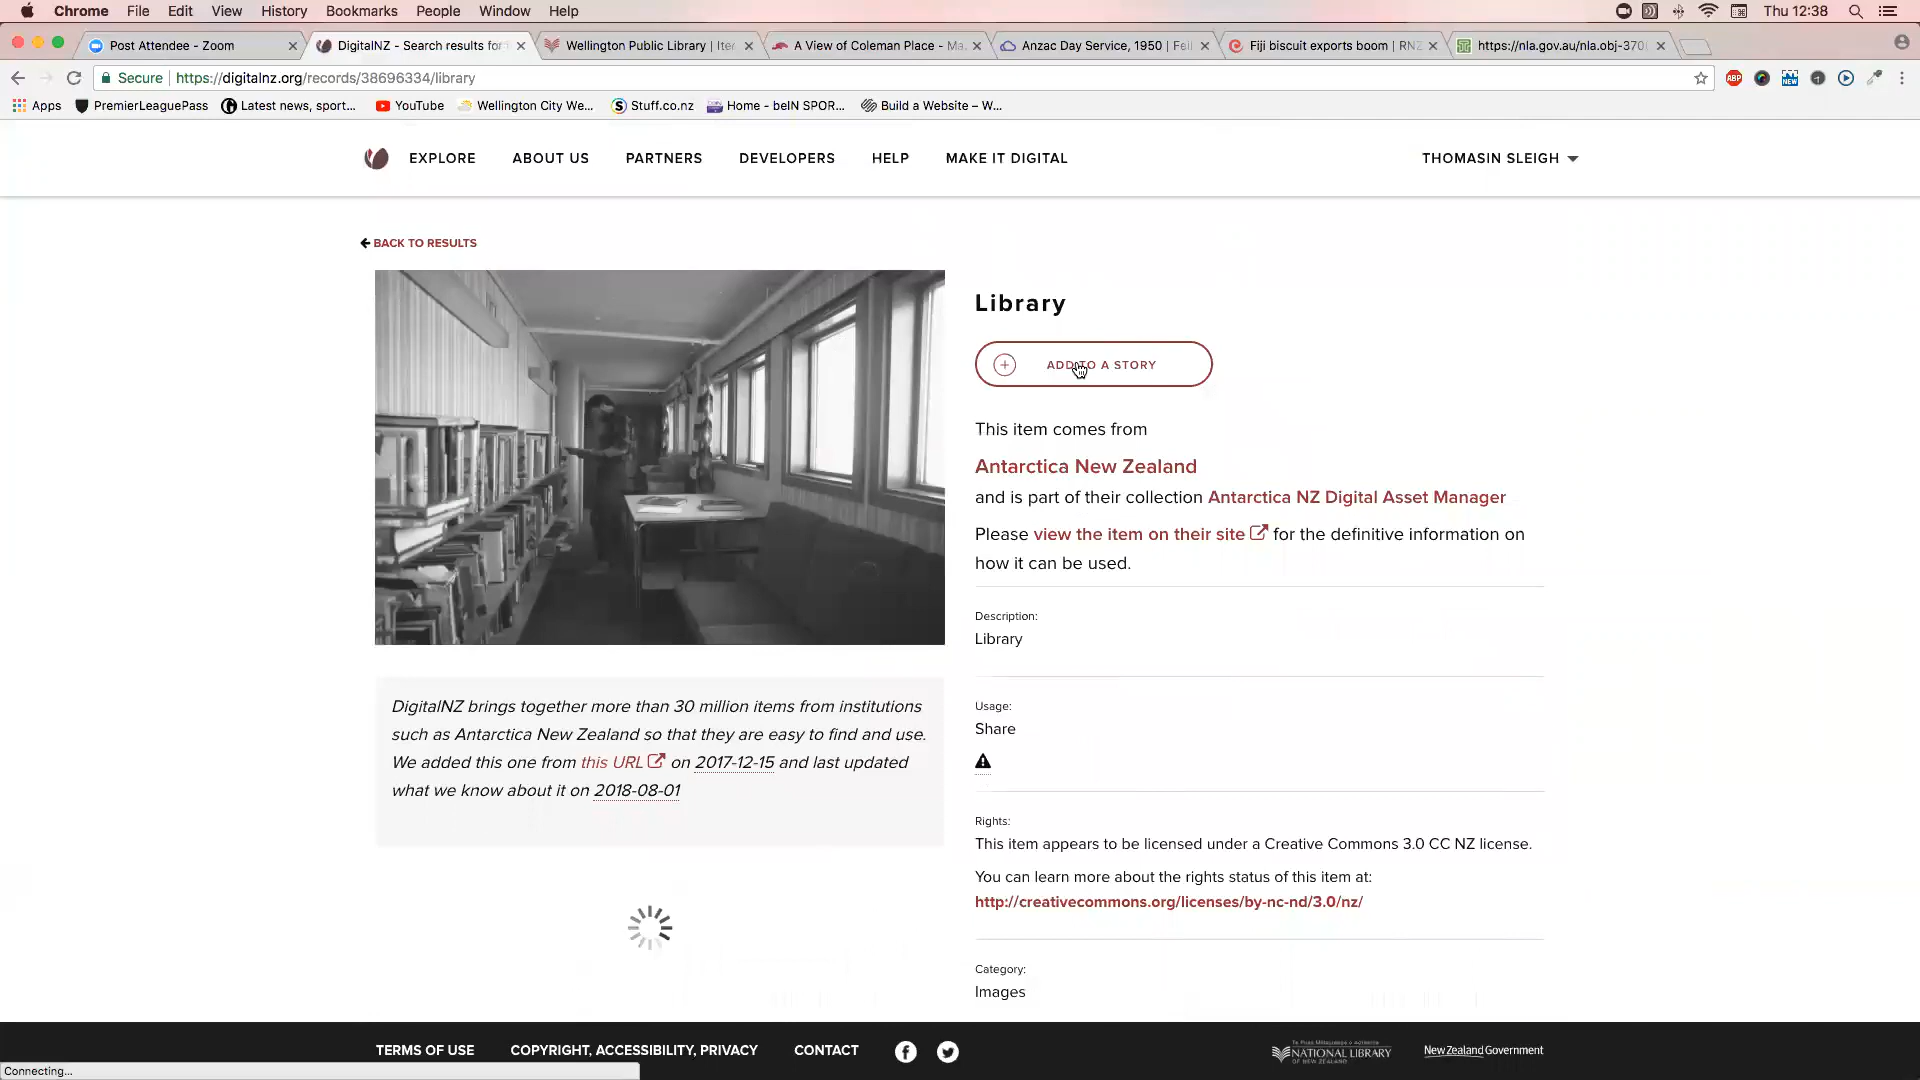 Chrome File Edit View History Bookmarks People Window Help Thu 12:38
Post Attendee - Zoom
DigitalNZ - Search results for
Wellington Public Library | Ite
A View of Coleman Place - Ma
Anzac Day Service, 1950 | Fei
Fiji biscuit exports boom | RNZ
https://nla.gov.au/nla.obj-370
Secure https://digitalnz.org/records/38696334/library
ABP NEW
Apps PremierLeaguePass Latest news, sport... YouTube Wellington City We... Stuff.co.nz Home - beIN SPOR... Build a Website – W...
EXPLORE ABOUT US PARTNERS DEVELOPERS HELP MAKE IT DIGITAL THOMASIN SLEIGH
BACK TO RESULTS
Library
ADD TO A STORY
This item comes from
Antarctica New Zealand
and is part of their collection Antarctica NZ Digital Asset Manager
Please view the item on their site for the definitive information on
how it can be used.
Description:
Library
Usage:
Share
Rights:
This item appears to be licensed under a Creative Commons 3.0 CC NZ license.
You can learn more about the rights status of this item at:
http://creativecommons.org/licenses/by-nc-nd/3.0/nz/
Category:
Images
DigitalNZ brings together more than 30 million items from institutions
such as Antarctica New Zealand so that they are easy to find and use.
We added this one from this URL on 2017-12-15 and last updated
what we know about it on 2018-08-01
TERMS OF USE COPYRIGHT, ACCESSIBILITY, PRIVACY CONTACT
NATIONAL LIBRARY
New Zealand Government
Connecting...